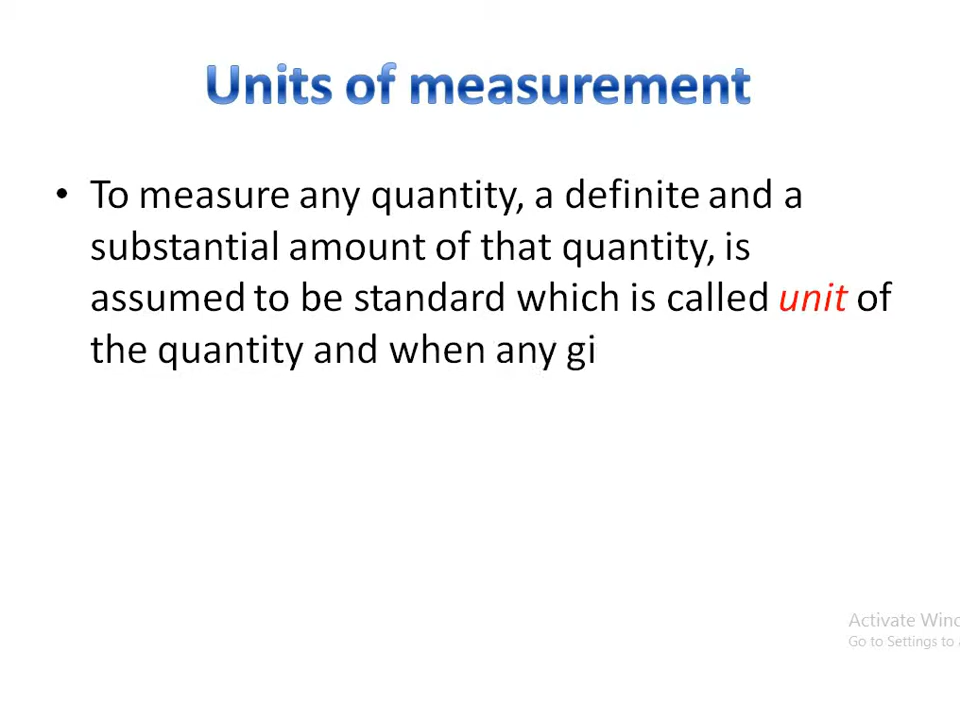 Units of measurement
• To measure any quantity, a definite and a
substantial amount of that quantity, is
assumed to be standard which is called unit of
the quantity and when any gi
Activate Wind
Go to Settings to a